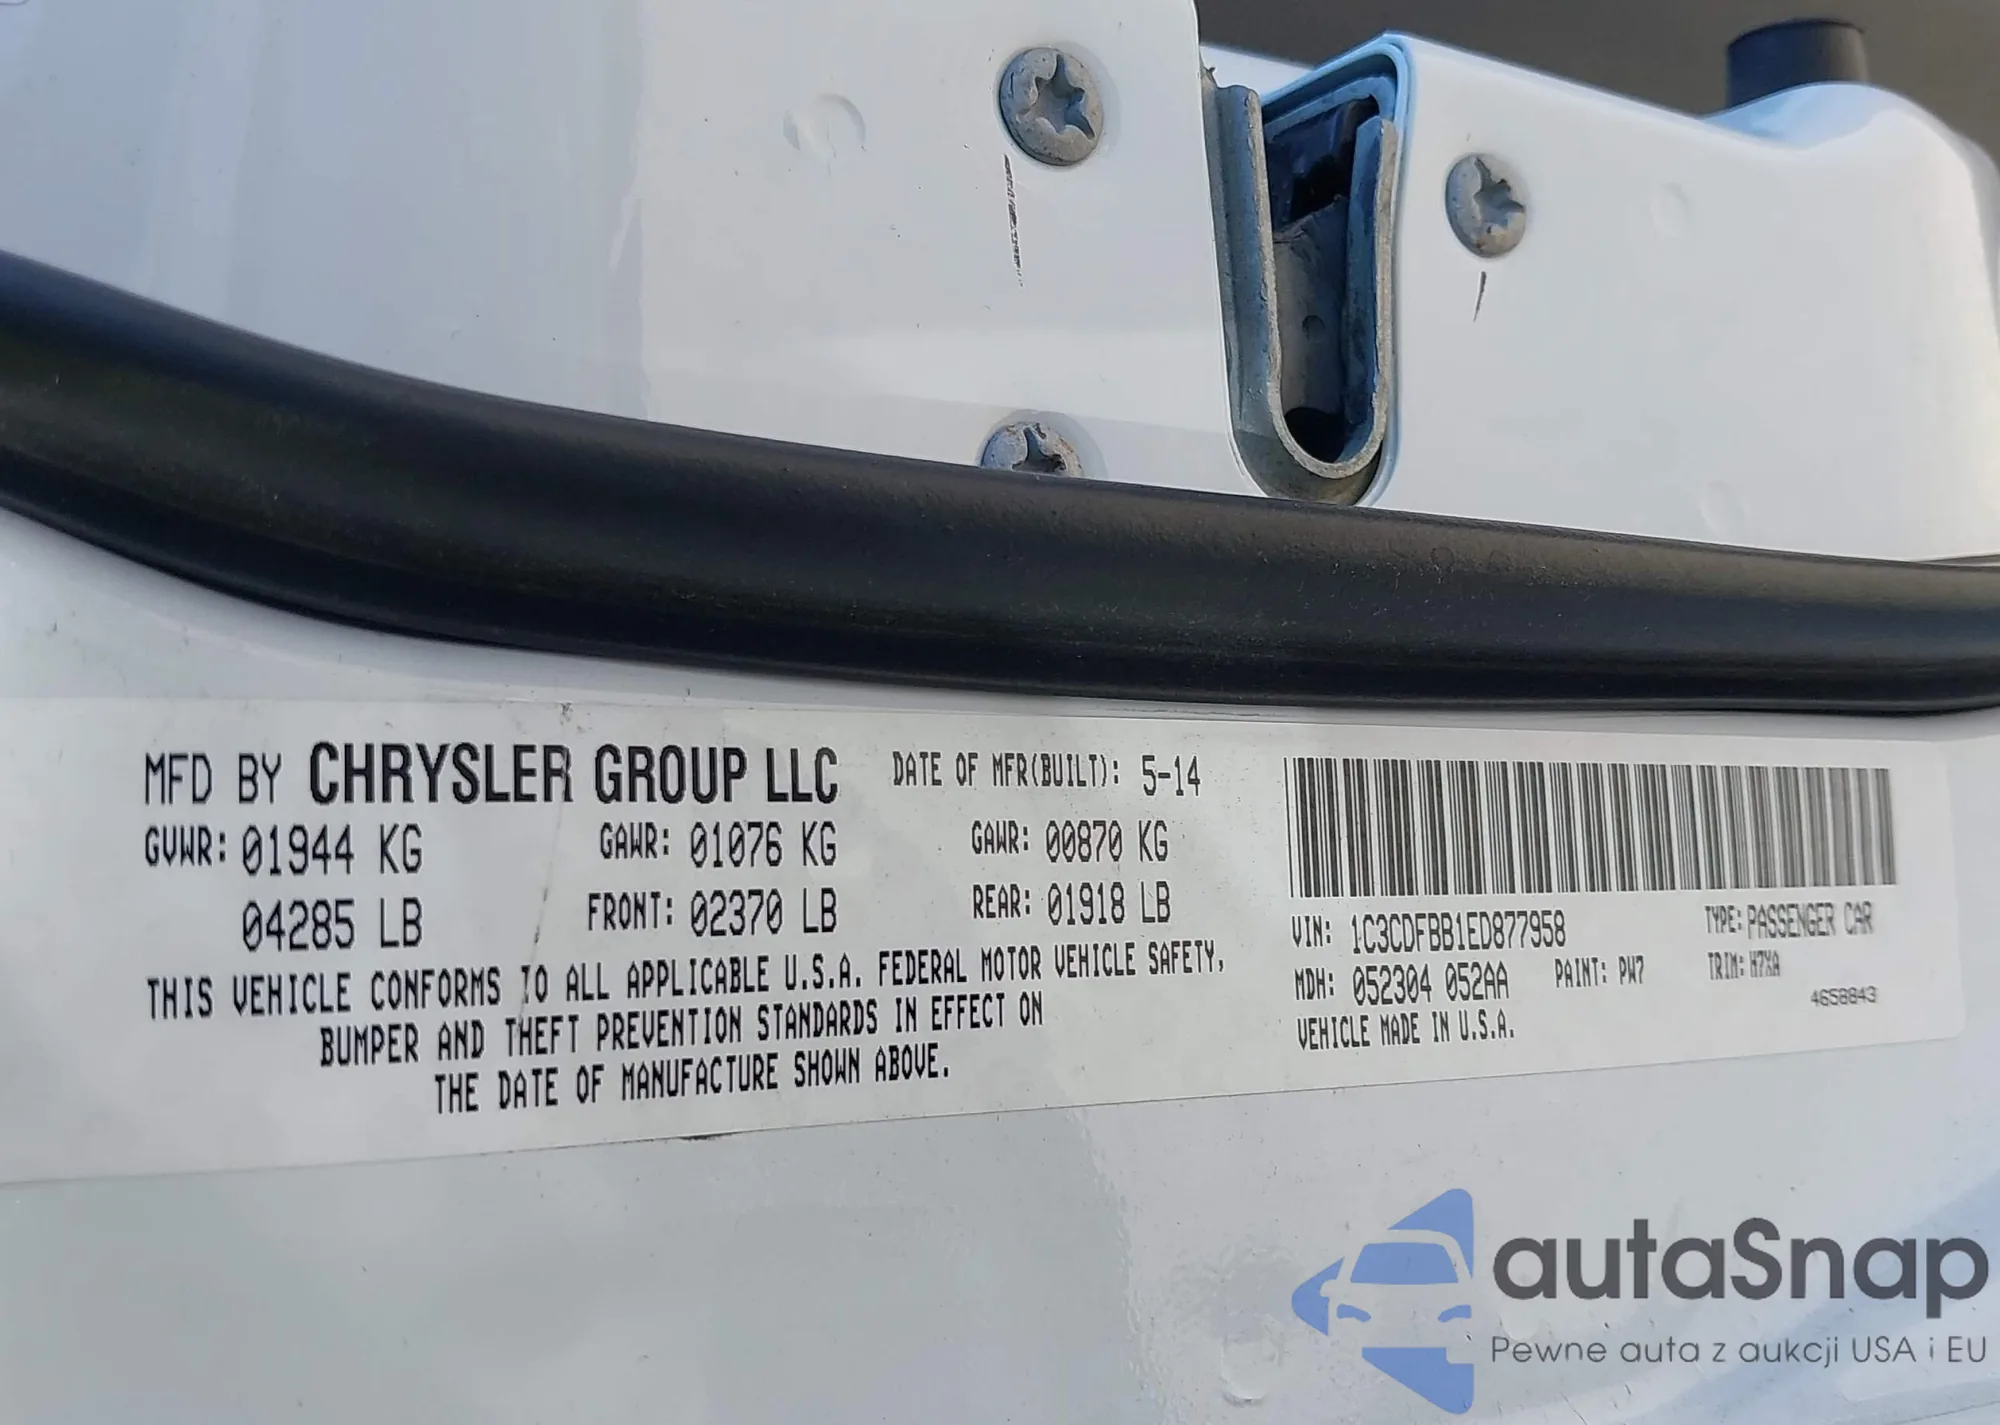 MFD BY CHRYSLER GROUP LLC DATE OF MFR(BUILT): 5-14
GVWR: 01944 KG GAWR: 01076 KG GAWR: 00870 KG
04285 LB FRONT: 02370 LB REAR: 01918 LB
THIS VEHICLE CONFORMS TO ALL APPLICABLE U.S.A. FEDERAL MOTOR VEHICLE SAFETY,
BUMPER AND THEFT PREVENTION STANDARDS IN EFFECT ON
THE DATE OF MANUFACTURE SHOWN ABOVE.
VIN: 1C3CDFBB1ED877958 TYPE: PASSENGER CAR
MDH: 052304 052AA PAINT: PW7 TRIM: H7XA
4658843
VEHICLE MADE IN U.S.A.
autaSnap
Pewne auta z aukcji USA i EU